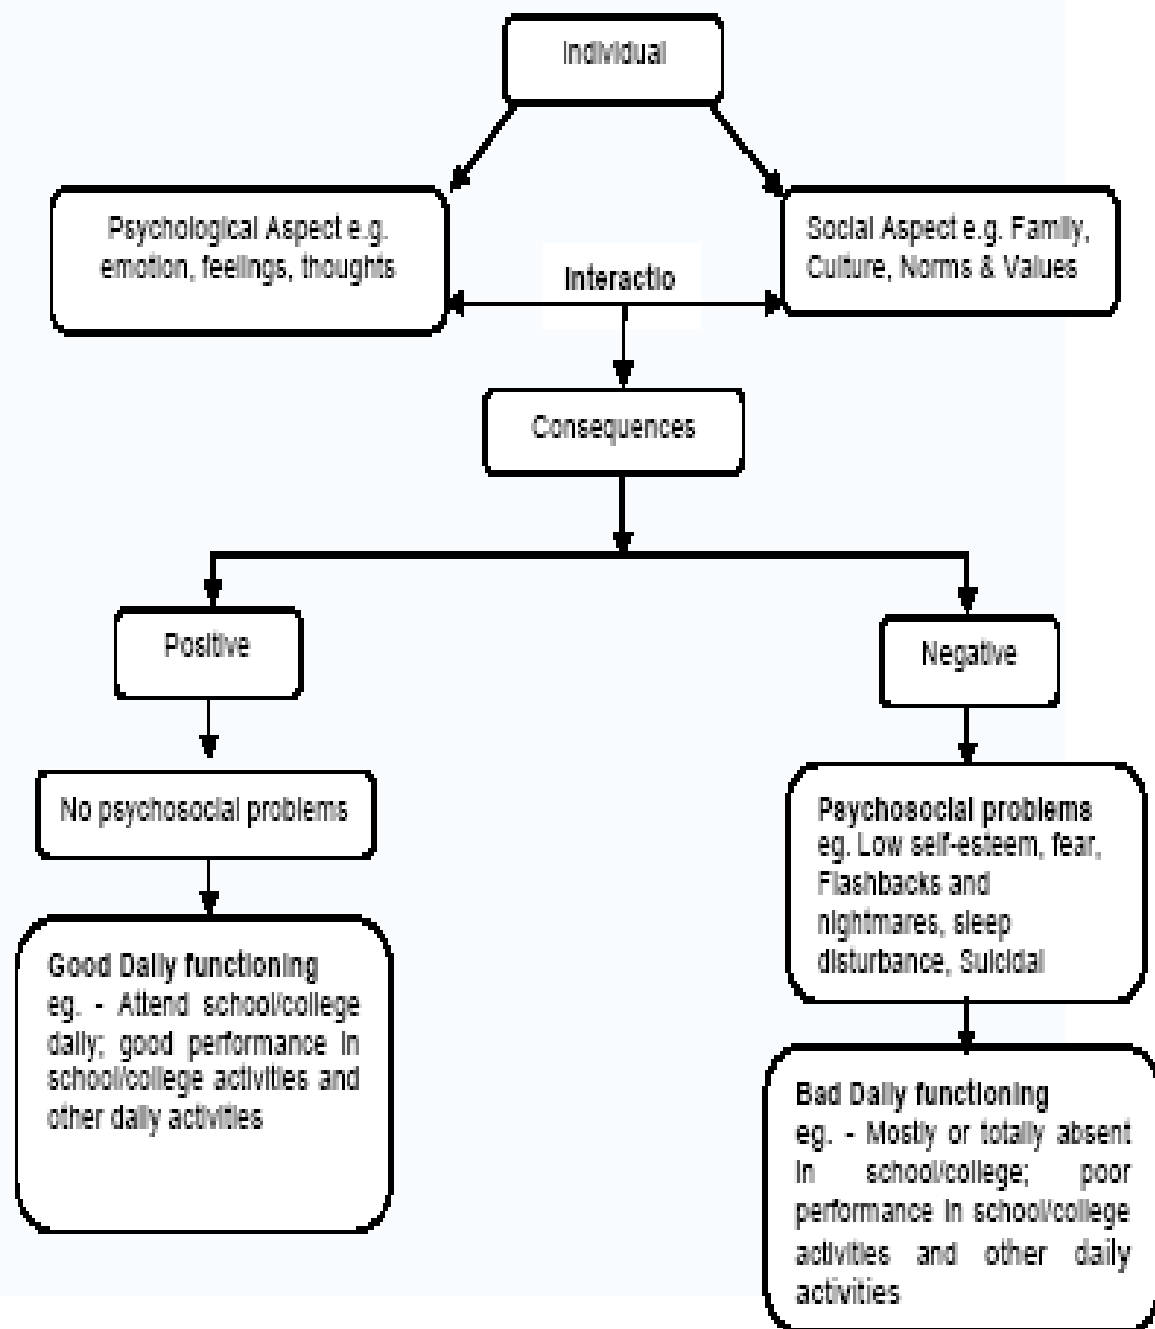 Individual
Psychological Aspect e.g.
emotion, feelings, thoughts
Social Aspect e.g. Family,
Culture, Norms & Values
Interactio
Consequences
Positive
Negative
No psychosocial problems
Psychosocial problems
eg. Low self-esteem, fear,
Flashbacks and
nightmares, sleep
disturbance, Suicidal
Good Daily functioning
eg. - Attend school/college
daily; good performance in
school/college activities and
other daily activities
Bad Daily functioning
eg. - Mostly or totally absent
in school/college; poor
performance in school/college
activities and other daily
activities